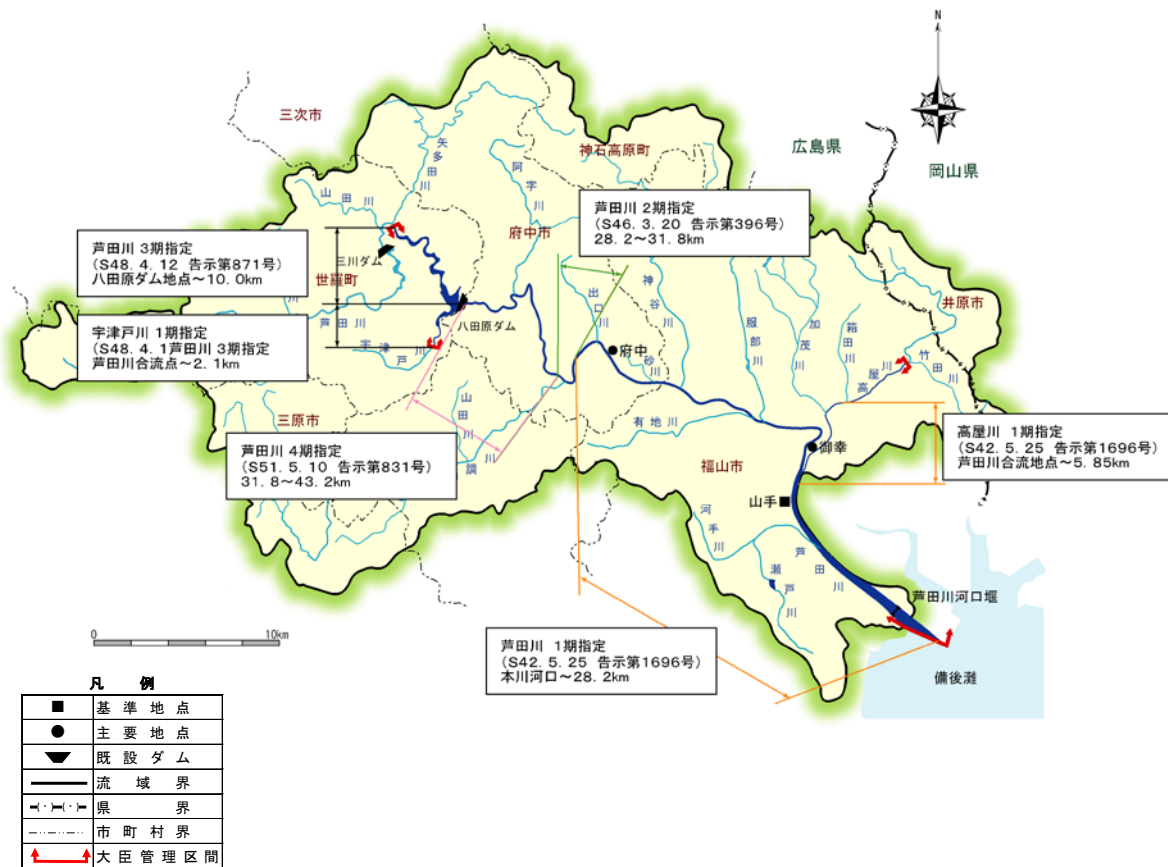 N
三次市
神石高原町
広島県
岡山県
矢多田川
阿字川
山田川
芦田川 2期指定
(S46. 3. 20 告示第396号)
28. 2～31. 8km
府中市
芦田川 3期指定
(S48. 4. 12 告示第871号)
八田原ダム地点～10. 0km
三川ダム
世羅町
川
芦田川
宇津戸川
八田原ダム
出口川
神谷川
服部川
加茂川
箱田川
井原市
竹田川
高屋川
宇津戸川 1期指定
(S48. 4. 1芦田川 3期指定
芦田川合流点～2. 1km
府中
砂川
三原市
山田川
御調川
有地川
福山市
御幸
高屋川 1期指定
(S42. 5. 25 告示第1696号)
芦田川合流地点～5. 85km
芦田川 4期指定
(S51. 5. 10 告示第831号)
31. 8～43. 2km
山手
河手川
瀬戸川
芦田川
芦田川河口堰
芦田川 1期指定
(S42. 5. 25 告示第1696号)
本川河口～28. 2km
備後灘
0 10km
凡 例
基準地点
主要地点
既設ダム
流域界
県界
市町村界
大臣管理区間